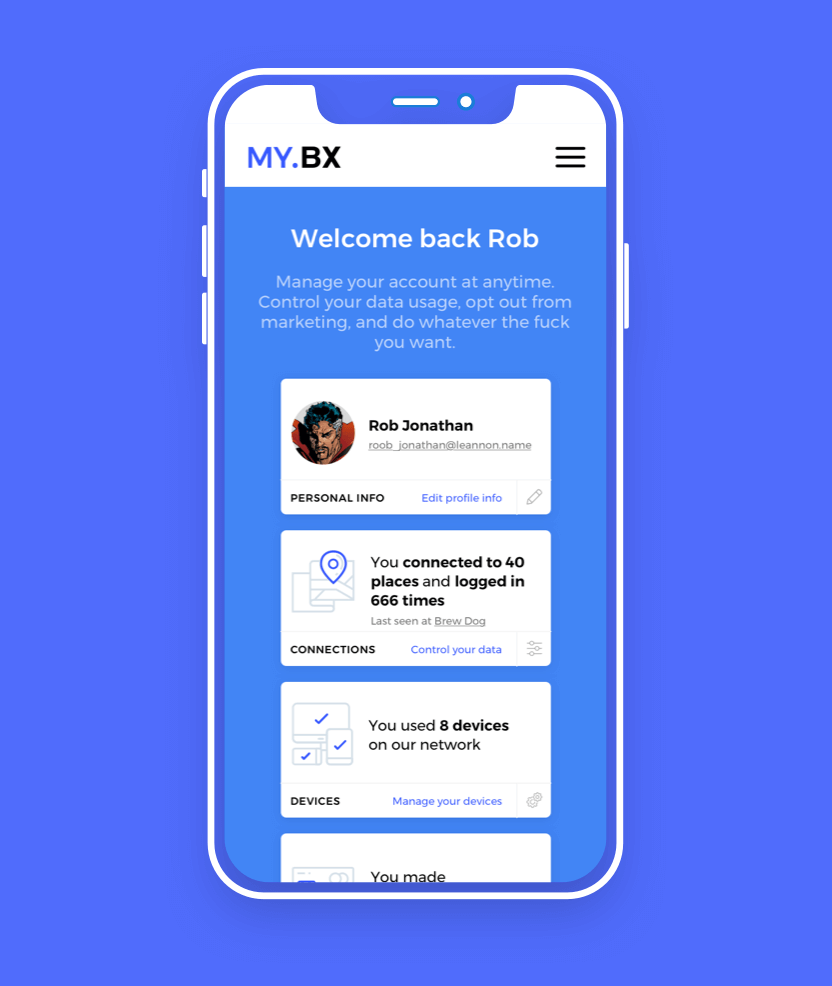 MY.BX
Welcome back Rob
Manage your account at anytime.
Control your data usage, opt out from
marketing, and do whatever the fuck
you want.
Rob Jonathan
roob_jonathan@leannon.name
PERSONAL INFO Edit profile info
You connected to 40
places and logged in
666 times
Last seen at Brew Dog
CONNECTIONS Control your data
You used 8 devices
on our network
DEVICES Manage your devices
You made